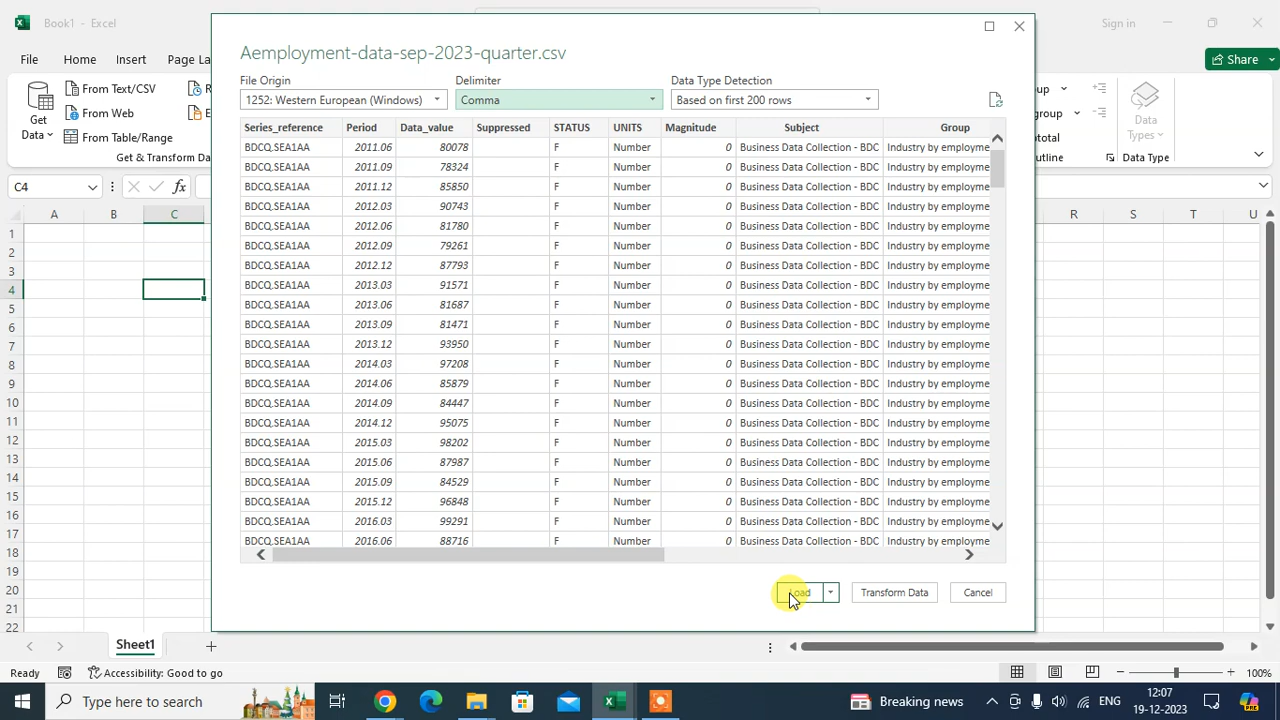 Book1 - Excel
Sign in
File Home Insert Page La
Share
Get
Data
From Text/CSV
From Web
From Table/Range
Get & Transform Data
Data
Types
Data Type
C4
fx
A B C R S T U
1
2
3
4
5
6
7
8
9
10
11
12
13
14
15
16
17
18
19
20
21
22
Aemployment-data-sep-2023-quarter.csv
File Origin Delimiter Data Type Detection
1252: Western European (Windows) Comma Based on first 200 rows
Series_reference Period Data_value Suppressed STATUS UNITS Magnitude Subject Group
BDCQ.SEA1AA 2011.06 80078 F Number 0 Business Data Collection - BDC Industry by employme
BDCQ.SEA1AA 2011.09 78324 F Number 0 Business Data Collection - BDC Industry by employme
BDCQ.SEA1AA 2011.12 85850 F Number 0 Business Data Collection - BDC Industry by employme
BDCQ.SEA1AA 2012.03 90743 F Number 0 Business Data Collection - BDC Industry by employme
BDCQ.SEA1AA 2012.06 81780 F Number 0 Business Data Collection - BDC Industry by employme
BDCQ.SEA1AA 2012.09 79261 F Number 0 Business Data Collection - BDC Industry by employme
BDCQ.SEA1AA 2012.12 87793 F Number 0 Business Data Collection - BDC Industry by employme
BDCQ.SEA1AA 2013.03 91571 F Number 0 Business Data Collection - BDC Industry by employme
BDCQ.SEA1AA 2013.06 81687 F Number 0 Business Data Collection - BDC Industry by employme
BDCQ.SEA1AA 2013.09 81471 F Number 0 Business Data Collection - BDC Industry by employme
BDCQ.SEA1AA 2013.12 93950 F Number 0 Business Data Collection - BDC Industry by employme
BDCQ.SEA1AA 2014.03 97208 F Number 0 Business Data Collection - BDC Industry by employme
BDCQ.SEA1AA 2014.06 85879 F Number 0 Business Data Collection - BDC Industry by employme
BDCQ.SEA1AA 2014.09 84447 F Number 0 Business Data Collection - BDC Industry by employme
BDCQ.SEA1AA 2014.12 95075 F Number 0 Business Data Collection - BDC Industry by employme
BDCQ.SEA1AA 2015.03 98202 F Number 0 Business Data Collection - BDC Industry by employme
BDCQ.SEA1AA 2015.06 87987 F Number 0 Business Data Collection - BDC Industry by employme
BDCQ.SEA1AA 2015.09 84529 F Number 0 Business Data Collection - BDC Industry by employme
BDCQ.SEA1AA 2015.12 96848 F Number 0 Business Data Collection - BDC Industry by employme
BDCQ.SEA1AA 2016.03 99291 F Number 0 Business Data Collection - BDC Industry by employme
BDCQ.SEA1AA 2016.06 88716 F Number 0 Business Data Collection - BDC Industry by employme
Load Transform Data Cancel
Sheet1
Ready Accessibility: Good to go 100%
Type here to search Breaking news ENG 12:07
19-12-2023